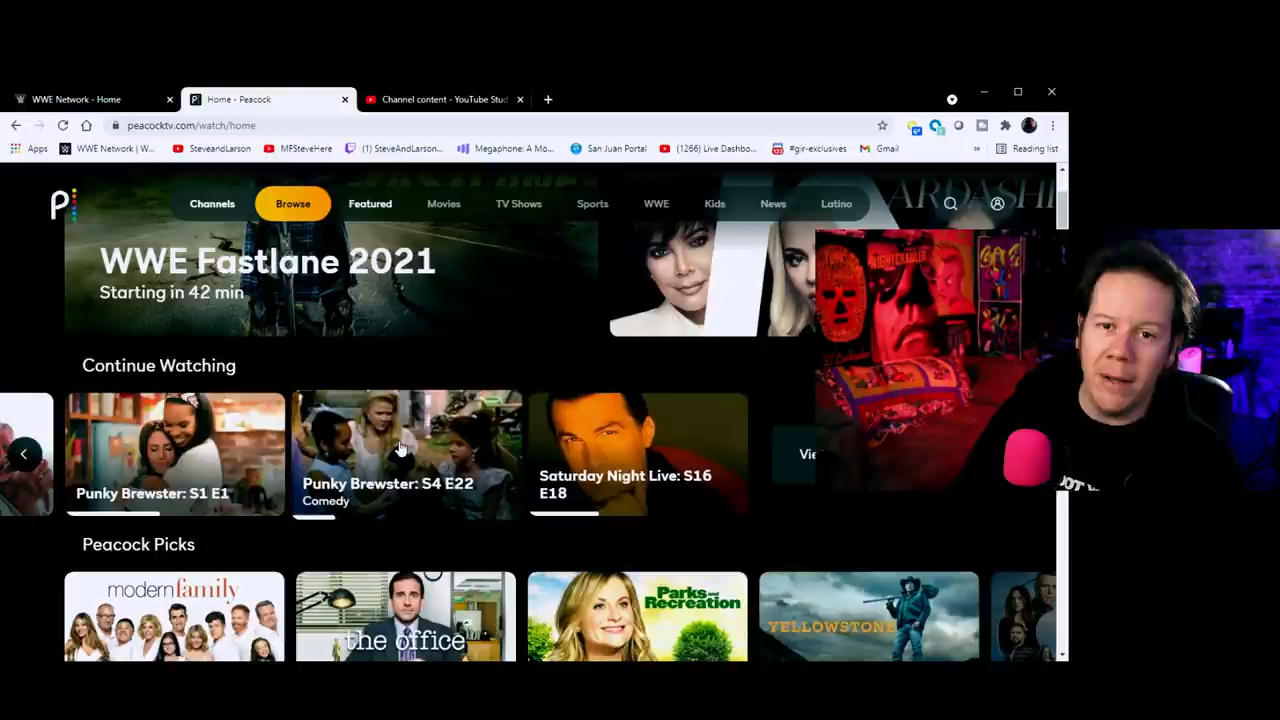 WWE Network - Home
Home - Peacock
Channel content - YouTube Stud
peacocktv.com/watch/home
Apps
WWE Network | W...
SteveandLarson
MFSteveHere
(1) SteveAndLarson...
Megaphone: A Mo...
San Juan Portal
(1266) Live Dashbo...
#gir-exclusives
Gmail
»
Reading list
Channels
Browse
Featured
Movies
TV Shows
Sports
WWE
Kids
News
Latino
ARDASHI
WWE Fastlane 2021
Starting in 42 min
NIGHTCRAWLER
Continue Watching
Punky Brewster: S1 E1
Punky Brewster: S4 E22
Comedy
Saturday Night Live: S16
E18
Vie
Peacock Picks
modern family
the office
Parks and
Recreation
YELLOWSTONE